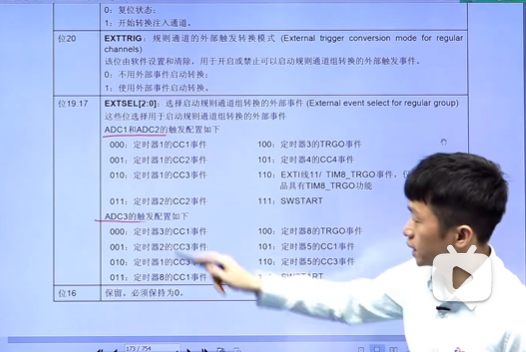 0：复位状态；
1：开始转换注入通道。
位20
EXTTRIG：规则通道的外部触发转换模式 (External trigger conversion mode for regular
channels)
该位由软件设置和清除，用于开启或禁止可以启动规则通道组转换的外部触发事件。
0：不用外部事件启动转换；
1：使用外部事件启动转换。
位19:17
EXTSEL[2:0]：选择启动规则通道组转换的外部事件 (External event select for regular group)
这些位选择用于启动规则通道组转换的外部事件
ADC1和ADC2的触发配置如下
000：定时器1的CC1事件 100：定时器3的TRGO事件
001：定时器1的CC2事件 101：定时器4的CC4事件
010：定时器1的CC3事件 110：EXTI线11/ TIM8_TRGO事件，
品具有TIM8_TRGO功能
011：定时器2的CC2事件 111：SWSTART
ADC3的触发配置如下
000：定时器3的CC1事件 100：定时器8的TRGO事件
001：定时器2的CC3事件 101：定时器5的CC1事件
010：定时器1的CC3事件 110：定时器5的CC3事件
011：定时器8的CC1事件 SWSTART
位16
保留。必须保持为0。
173 / 754